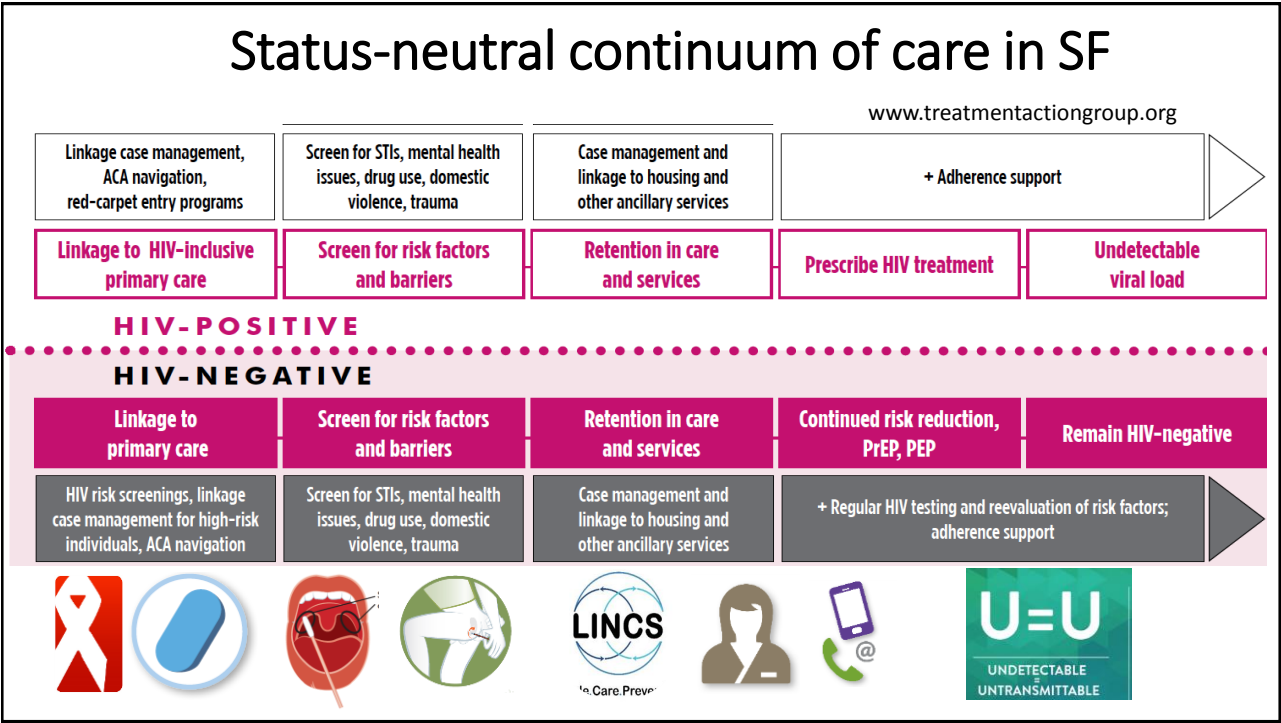 Status-neutral continuum of care in SF
www.treatmentactiongroup.org
Linkage case management,
ACA navigation,
red-carpet entry programs
Screen for STIs, mental health
issues, drug use, domestic
violence, trauma
Case management and
linkage to housing and
other ancillary services
+ Adherence support
Linkage to HIV-inclusive
primary care
Screen for risk factors
and barriers
Retention in care
and services
Prescribe HIV treatment
Undetectable
viral load
HIV-POSITIVE
HIV-NEGATIVE
Linkage to
primary care
Screen for risk factors
and barriers
Retention in care
and services
Continued risk reduction,
PrEP, PEP
Remain HIV-negative
HIV risk screenings, linkage
case management for high-risk
individuals, ACA navigation
Screen for STIs, mental health
issues, drug use, domestic
violence, trauma
Case management and
linkage to housing and
other ancillary services
+ Regular HIV testing and reevaluation of risk factors;
adherence support
LINCS
.Care.
@
U=U
UNDETECTABLE
=
UNTRANSMITTABLE